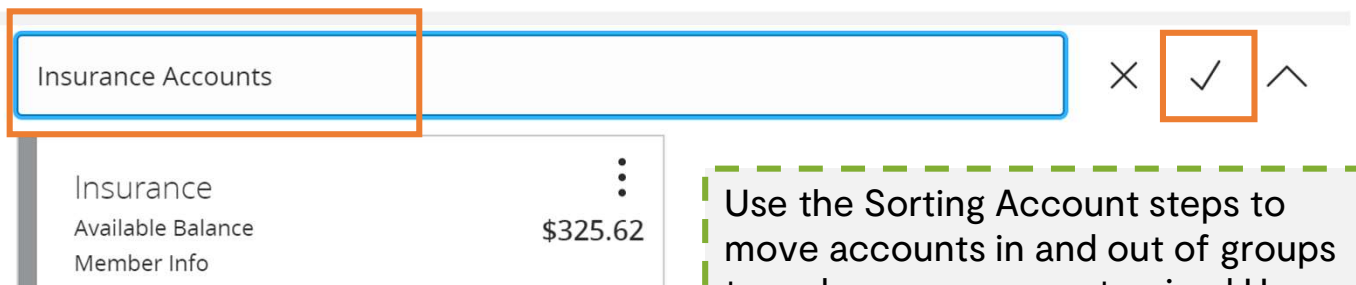 Insurance Accounts
Insurance
Available Balance
$325.62
Member Info
Use the Sorting Account steps to
move accounts in and out of groups